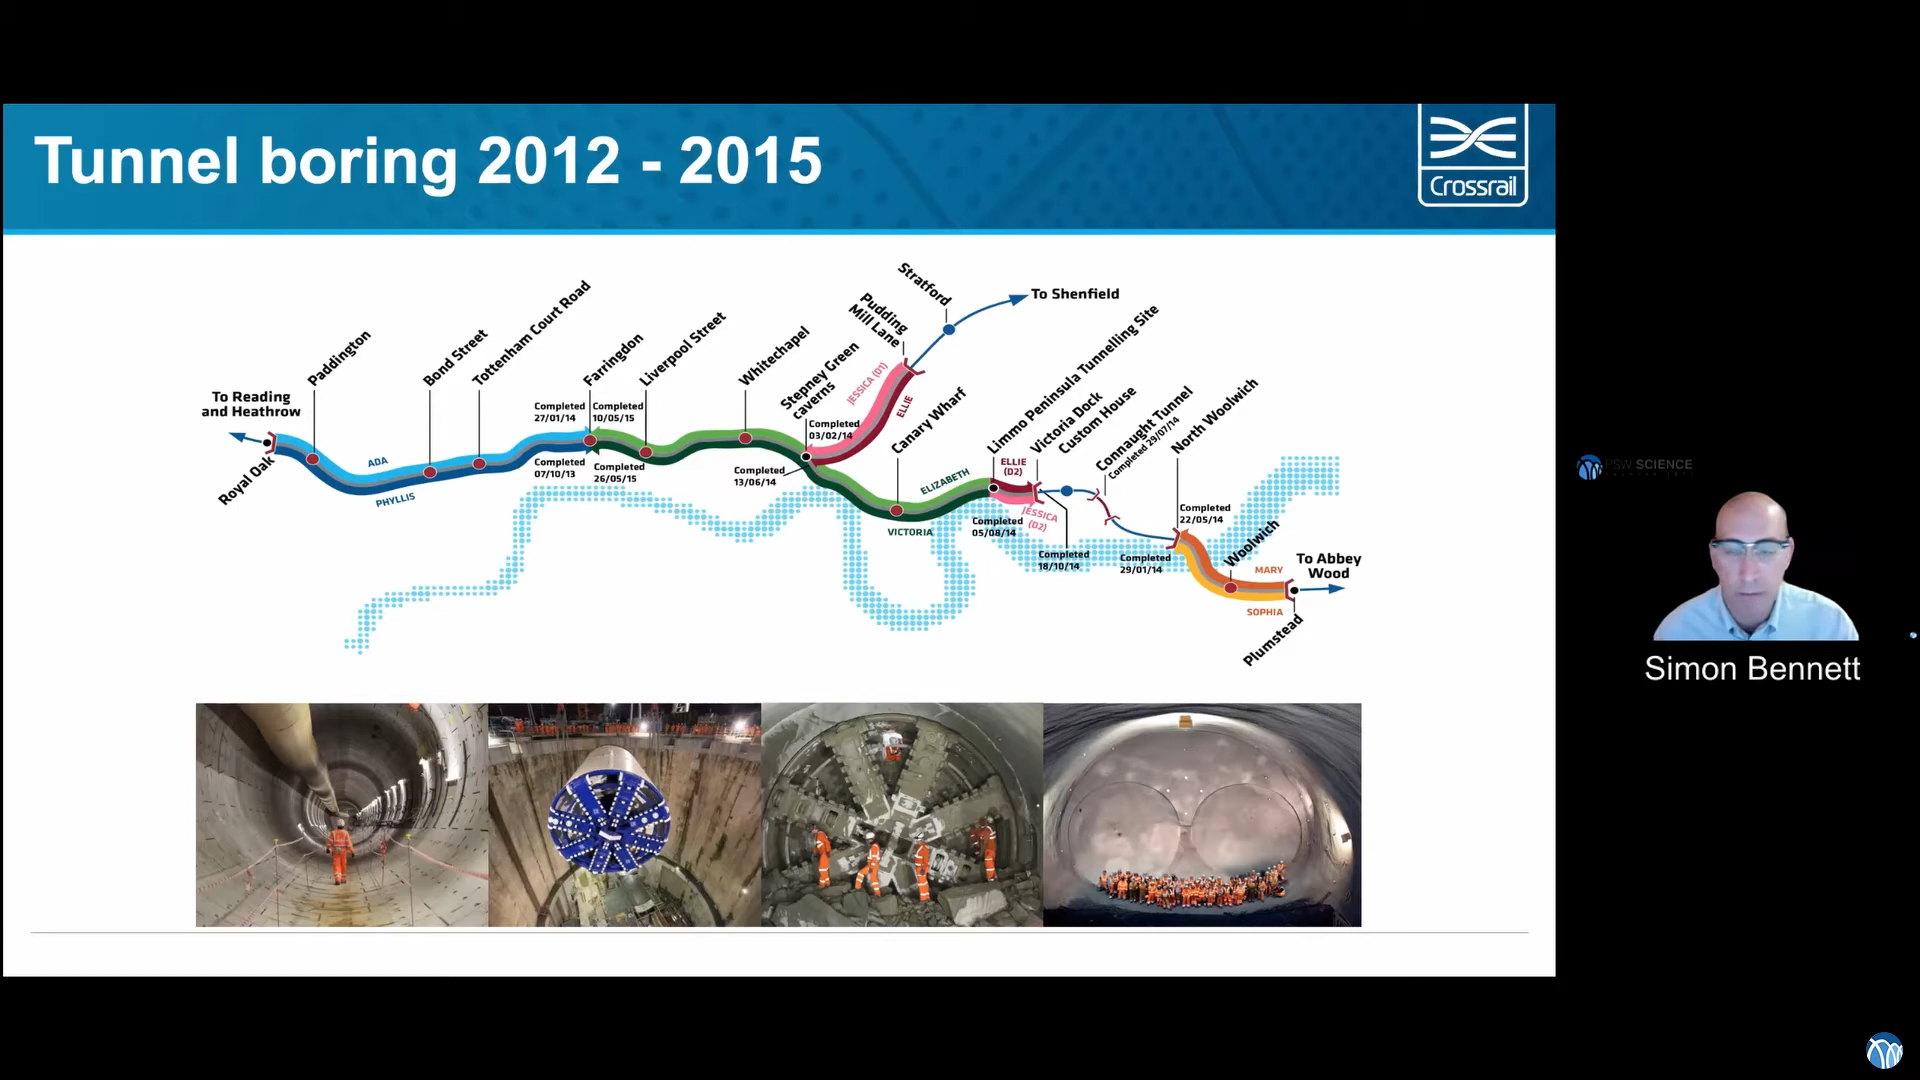 Tunnel boring 2012 - 2015
Crossrail
To Reading
and Heathrow
Royal Oak
Paddington
Bond Street
Tottenham Court Road
Farringdon
Liverpool Street
Whitechapel
Stepney Green
caverns
Pudding
Mill Lane
Stratford
To Shenfield
Canary Wharf
Limmo Peninsula Tunnelling Site
Victoria Dock
Custom House
Connaught Tunnel
Completed 29/07/14
North Woolwich
Woolwich
To Abbey
Wood
Plumstead
ADA
PHYLLIS
Completed
27/01/14
Completed
10/05/15
Completed
07/10/13
Completed
26/05/15
Completed
03/02/14
Completed
13/06/14
JESSICA (D1)
ELLIE
ELIZABETH
VICTORIA
ELLIE
(D2)
JESSICA
(D2)
Completed
05/08/14
Completed
18/10/14
Completed
29/01/14
Completed
22/05/14
MARY
SOPHIA
PSW SCIENCE
Simon Bennett